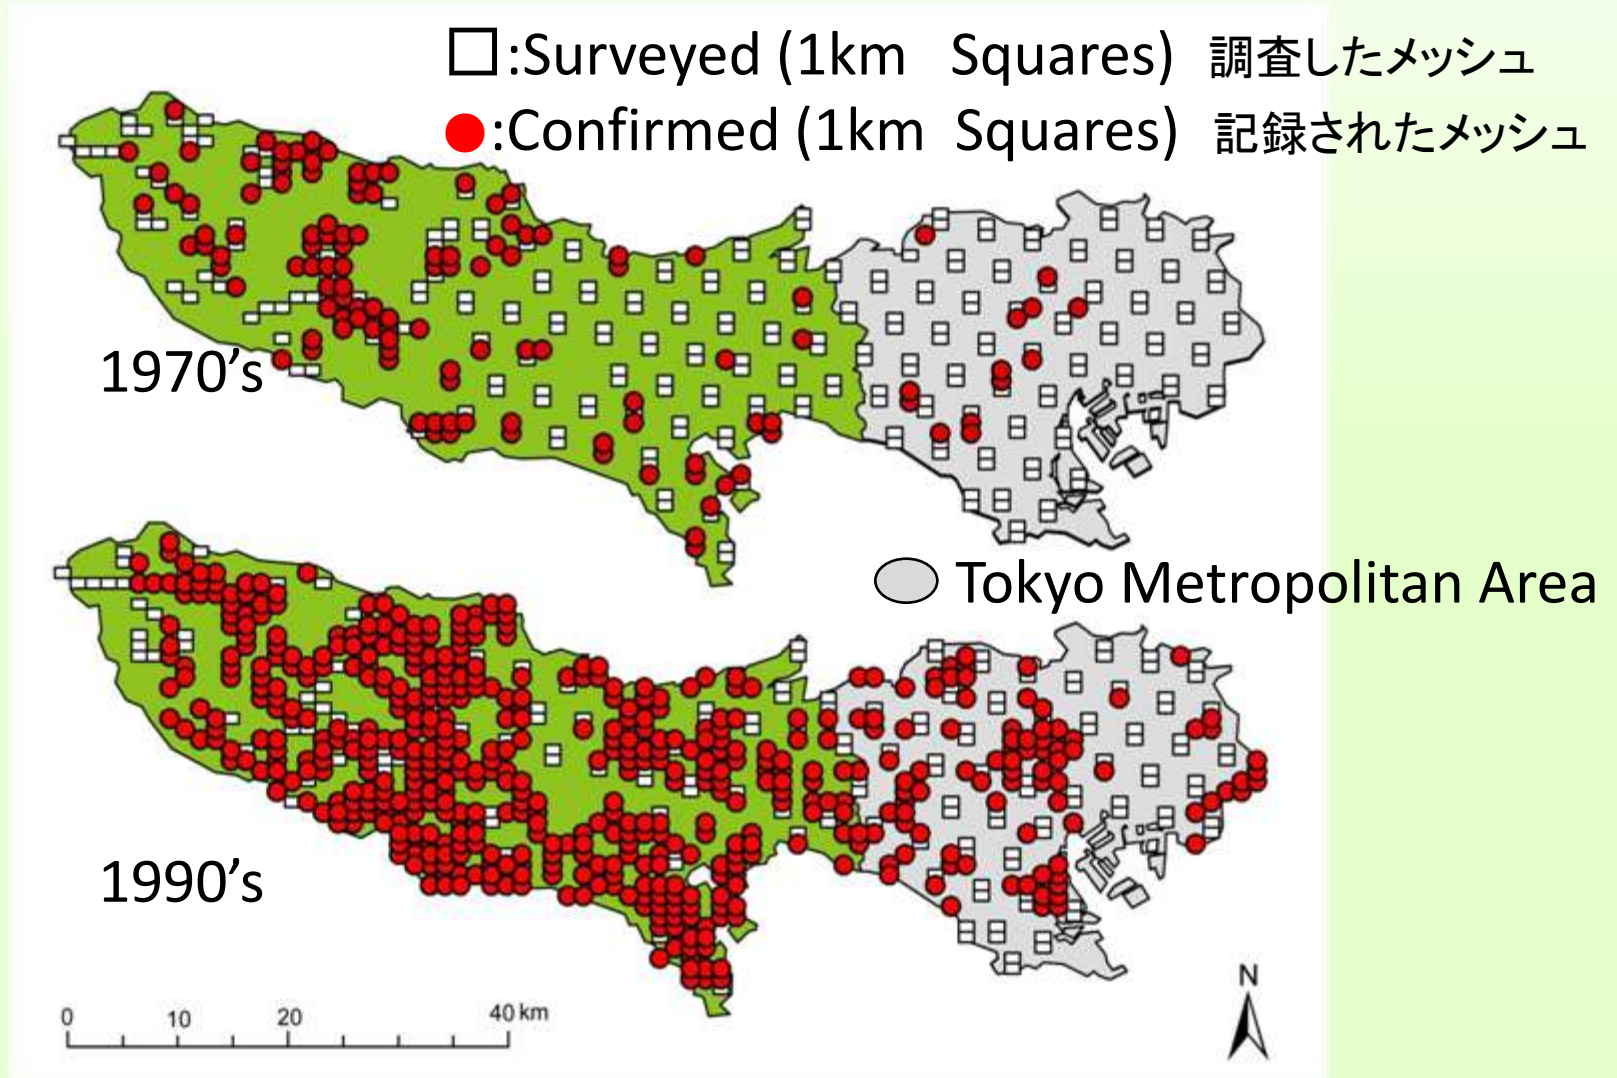 □:Surveyed (1km Squares) 調査したメッシュ
●:Confirmed (1km Squares) 記録されたメッシュ
1970’s
Tokyo Metropolitan Area
1990’s
N
0 10 20 40 km